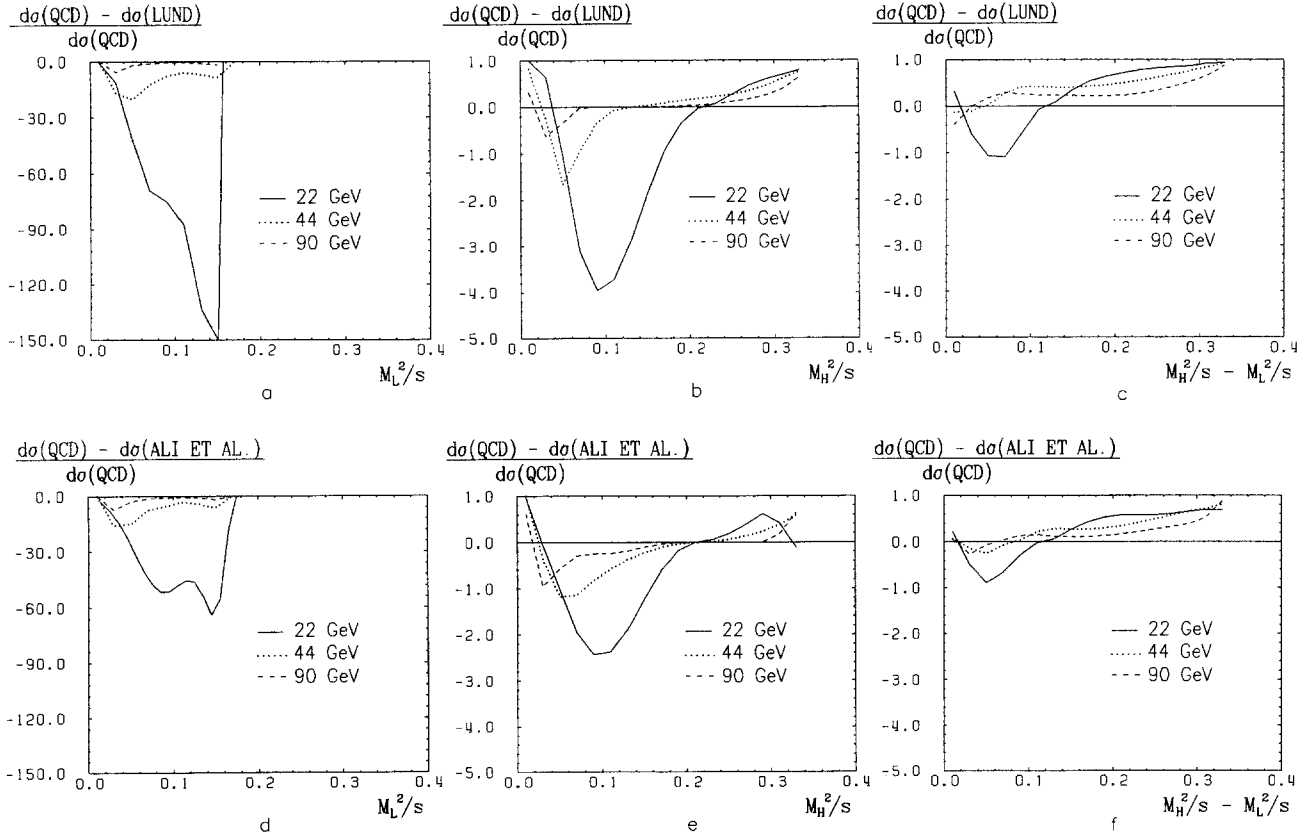 dσ(QCD) - dσ(LUND)
dσ(QCD)
0.0
-30.0
-60.0
-90.0
-120.0
-150.0
22 GeV
44 GeV
90 GeV
0.0 0.1 0.2 0.3 0.4
M_L²/s
a
dσ(QCD) - dσ(LUND)
dσ(QCD)
1.0
0.0
-1.0
-2.0
-3.0
-4.0
-5.0
22 GeV
44 GeV
90 GeV
0.0 0.1 0.2 0.3 0.4
M_H²/s
b
dσ(QCD) - dσ(LUND)
dσ(QCD)
1.0
0.0
-1.0
-2.0
-3.0
-4.0
-5.0
22 GeV
44 GeV
90 GeV
0.0 0.1 0.2 0.3 0.4
M_H²/s - M_L²/s
c
dσ(QCD) - dσ(ALI ET AL.)
dσ(QCD)
0.0
-30.0
-60.0
-90.0
-120.0
-150.0
22 GeV
44 GeV
90 GeV
0.0 0.1 0.2 0.3 0.4
M_L²/s
d
dσ(QCD) - dσ(ALI ET AL.)
dσ(QCD)
1.0
0.0
-1.0
-2.0
-3.0
-4.0
-5.0
22 GeV
44 GeV
90 GeV
0.0 0.1 0.2 0.3 0.4
M_H²/s
e
dσ(QCD) - dσ(ALI ET AL.)
dσ(QCD)
1.0
0.0
-1.0
-2.0
-3.0
-4.0
-5.0
22 GeV
44 GeV
90 GeV
0.0 0.1 0.2 0.3 0.4
M_H²/s - M_L²/s
f